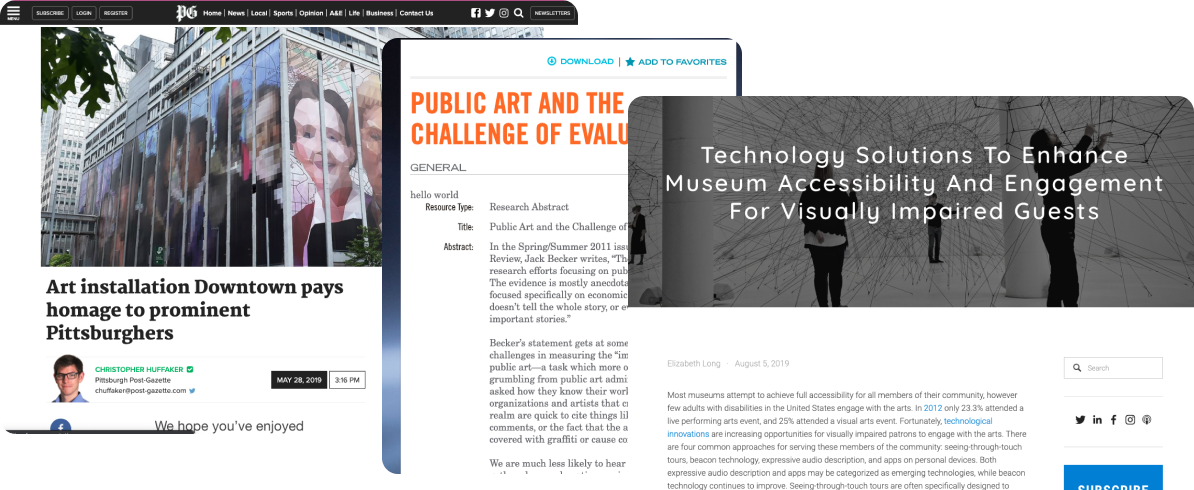 MENU
SUBSCRIBE
LOGIN
REGISTER
PG
Home | News | Local | Sports | Opinion | A&E | Life | Business | Contact Us
NEWSLETTERS
Art installation Downtown pays
homage to prominent
Pittsburghers
CHRISTOPHER HUFFAKER
Pittsburgh Post-Gazette
chuffaker@post-gazette.com
MAY 28, 2019
3:16 PM
We hope you've enjoyed
DOWNLOAD | ADD TO FAVORITES
PUBLIC ART AND THE
CHALLENGE OF EVALU
GENERAL
hello world
Resource Type: Research Abstract
Title: Public Art and the Challenge of
Abstract: In the Spring/Summer 2011
Review, Jack Becker writes,
research efforts focusing on pub
The evidence is mostly anecdota
focused specifically on economic
doesn't tell the whole story, or
important stories."
Becker's statement gets at some
challenges in measuring the "im
public art—a task which more o
grumbling from public art admi
asked how they know their work
organizations and artists that
realm are quick to cite things
comments, or the fact that the a
covered with graffiti or cause co
We are much less likely to hear
Technology Solutions To Enhance
Museum Accessibility And Engagement
For Visually Impaired Guests
Elizabeth Long · August 5, 2019
Search
Most museums attempt to achieve full accessibility for all members of their community, however
few adults with disabilities in the United States engage with the arts. In 2012 only 23.3% attended a
live performing arts event, and 25% attended a visual arts event. Fortunately, technological
innovations are increasing opportunities for visually impaired patrons to engage with the arts. There
are four common approaches for serving these members of the community: seeing-through-touch
tours, beacon technology, expressive audio description, and apps on personal devices. Both
expressive audio description and apps may be categorized as emerging technologies, while beacon
technology continues to improve. Seeing-through-touch tours are often specifically designed to
SUBSCRIBE